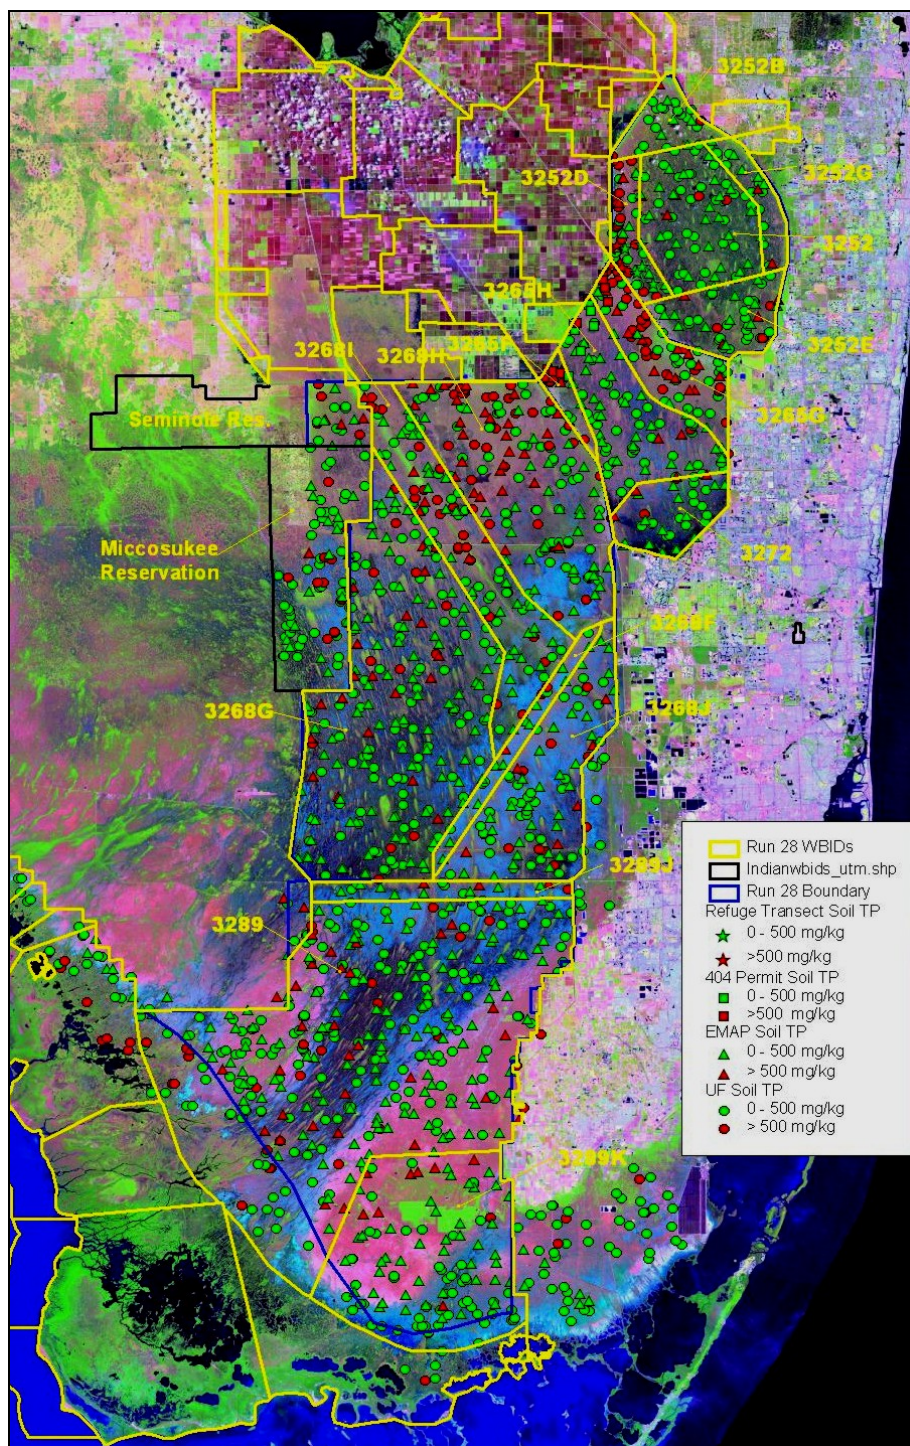 3252B
3252D
3252G
3252
3265H
3268I
3268H
3265F
3252E
Seminole Res.
3265G
Miccosukee
Reservation
3272
3268F
3268G
3268J
Run 28 WBIDs
Indianwbids_utm.shp
3289J
Run 28 Boundary
Refuge Transect Soil TP
3289
0 - 500 mg/kg
>500 mg/kg
404 Permit Soil TP
0 - 500 mg/kg
>500 mg/kg
EMAP Soil TP
0 - 500 mg/kg
> 500 mg/kg
UF Soil TP
0 - 500 mg/kg
> 500 mg/kg
3289K